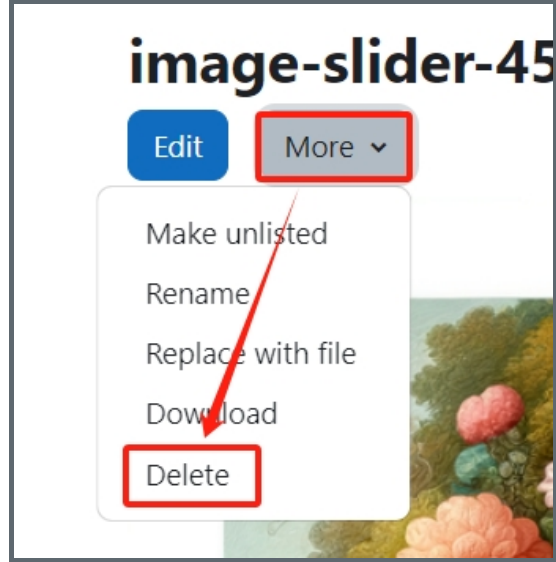 image-slider-45
Edit
More
Make unlisted
Rename
Replace with file
Download
Delete